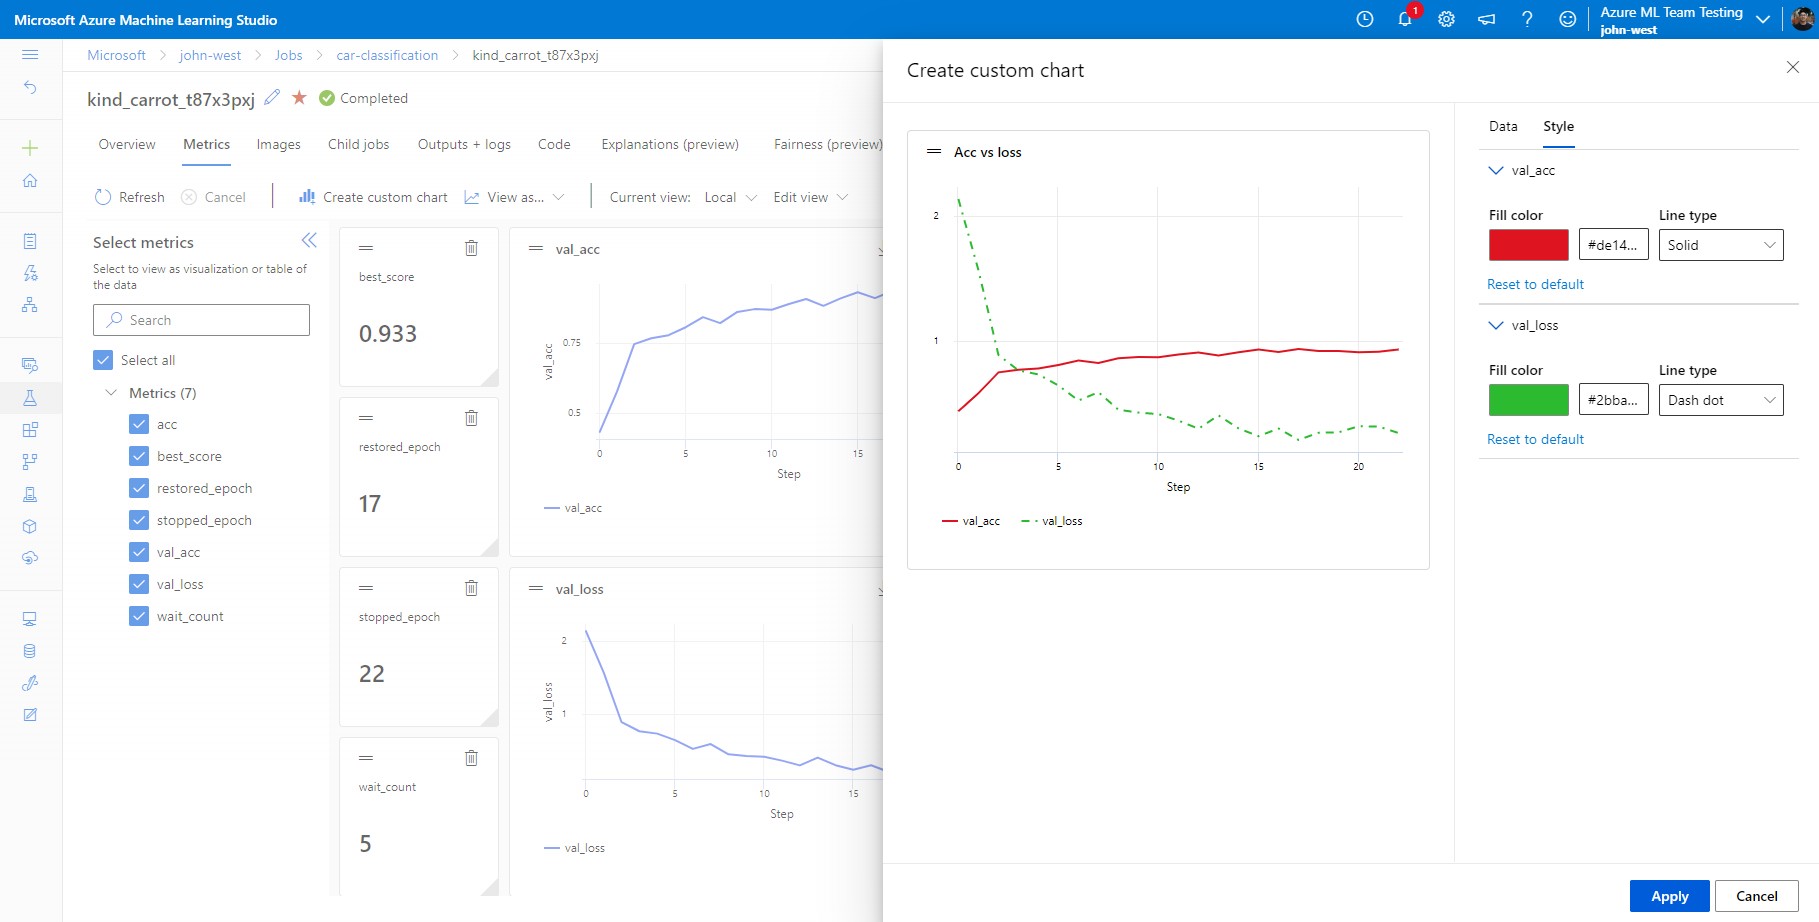 Microsoft Azure Machine Learning Studio
1
Azure ML Team Testing
john-west
Microsoft > john-west > Jobs > car-classification > kind_carrot_t87x3pxj
kind_carrot_t87x3pxj
Completed
Overview Metrics Images Child jobs Outputs + logs Code Explanations (preview) Fairness (preview)
Refresh Cancel Create custom chart View as... Current view: Local Edit view
Select metrics
Select to view as visualization or table of
the data
Search
Select all
Metrics (7)
acc
best_score
restored_epoch
stopped_epoch
val_acc
val_loss
wait_count
best_score
0.933
restored_epoch
17
stopped_epoch
22
wait_count
5
val_acc
0.75
0.5
val_acc
0 5 10 15
Step
val_acc
val_loss
2
1
val_loss
0 5 10 15
Step
val_loss
Create custom chart
Acc vs loss
2
1
0 5 10 15 20
Step
val_acc val_loss
Data Style
val_acc
Fill color Line type
#de14... Solid
Reset to default
val_loss
Fill color Line type
#2bba... Dash dot
Reset to default
Apply Cancel